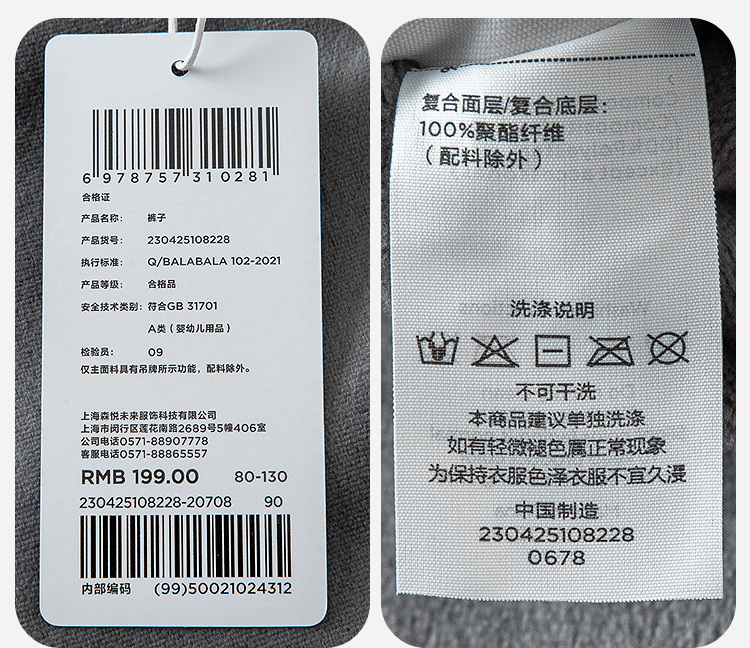 6 978757 310281
合格证
产品名称： 裤子
产品货号： 230425108228
执行标准： Q/BALABALA 102-2021
产品等级： 合格品
安全技术类别：符合GB 31701
A类（婴幼儿用品）
检验员： 09
仅主面料具有吊牌所示功能，配料除外。
上海森悦未来服饰科技有限公司
上海市闵行区莲花南路2689号5幢406室
公司电话0571-88907778
客服电话0571-88865557
RMB 199.00 80-130
230425108228-20708 90
内部编码 (99)50021024312
复合面层/复合底层：
100%聚酯纤维
（配料除外）
洗涤说明
不可干洗
本商品建议单独洗涤
如有轻微褪色属正常现象
为保持衣服色泽衣服不宜久浸
中国制造
230425108228
0678